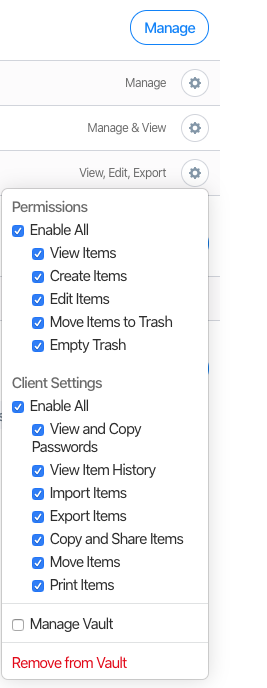 Manage
Manage
Manage & View
View, Edit, Export
Permissions
Enable All
View Items
Create Items
Edit Items
Move Items to Trash
Empty Trash
Client Settings
Enable All
View and Copy
Passwords
View Item History
Import Items
Export Items
Copy and Share Items
Move Items
Print Items
Manage Vault
Remove from Vault